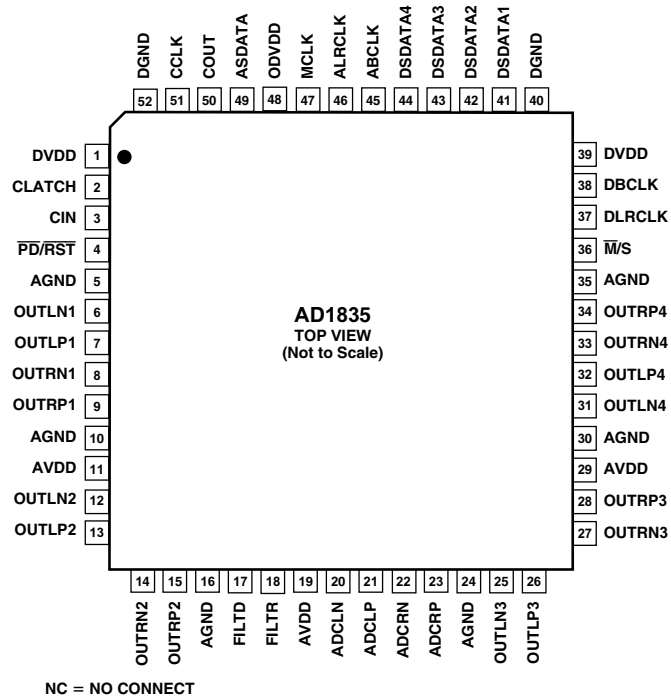 DGND CCLK COUT ASDATA ODVDD MCLK ALRCLK ABCLK DSDATA4 DSDATA3 DSDATA2 DSDATA1 DGND
52 51 50 49 48 47 46 45 44 43 42 41 40
DVDD 1
CLATCH 2
CIN 3
PD/RST 4
AGND 5
OUTLN1 6
OUTLP1 7
OUTRN1 8
OUTRP1 9
AGND 10
AVDD 11
OUTLN2 12
OUTLP2 13
AD1835
TOP VIEW
(Not to Scale)
39 DVDD
38 DBCLK
37 DLRCLK
36 M/S
35 AGND
34 OUTRP4
33 OUTRN4
32 OUTLP4
31 OUTLN4
30 AGND
29 AVDD
28 OUTRP3
27 OUTRN3
14 15 16 17 18 19 20 21 22 23 24 25 26
OUTRN2 OUTRP2 AGND FILTD FILTR AVDD ADCLN ADCLP ADCRN ADCRP AGND OUTLN3 OUTLP3
NC = NO CONNECT